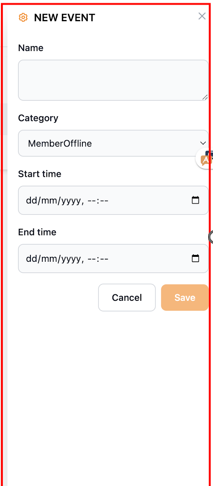 NEW EVENT
Name
Category
MemberOffline
Start time
dd/mm/yyyy, --:--
End time
dd/mm/yyyy, --:--
Cancel Save